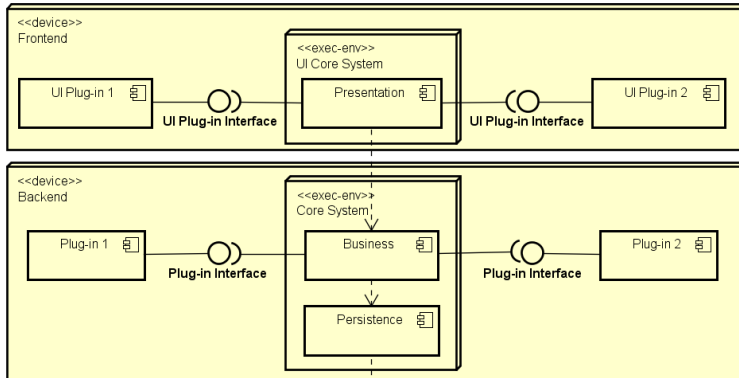 <<device>>
Frontend
<<exec-env>>
UI Core System
UI Plug-in 1
Presentation
UI Plug-in 2
UI Plug-in Interface
UI Plug-in Interface
<<device>>
Backend
<<exec-env>>
Core System
Plug-in 1
Business
Plug-in 2
Plug-in Interface
Plug-in Interface
Persistence